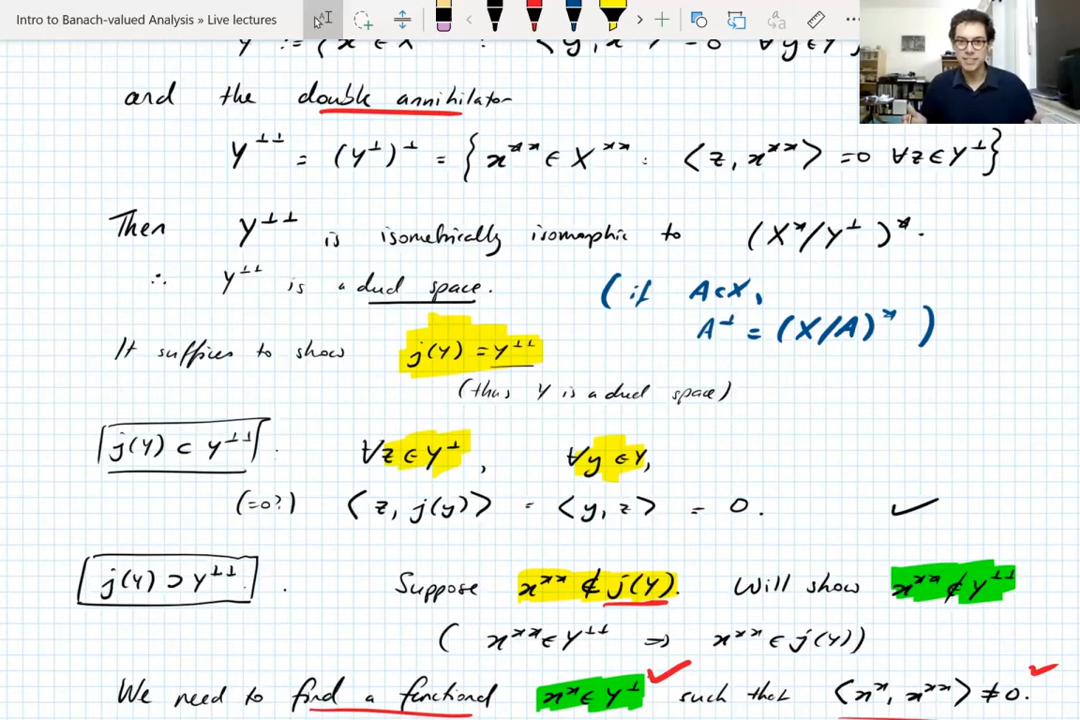 Intro to Banach-valued Analysis » Live lectures
Y^⊥ := { x* ∈ X* : ⟨y, x*⟩ = 0 ∀y∈Y }
and the double annihilator
Y^⊥⊥ = (Y^⊥)^⊥ = { x** ∈ X** : ⟨z, x**⟩ = 0 ∀z∈Y^⊥ }
Then Y^⊥⊥ is isometrically isomorphic to (X*/Y^⊥)*.
∴ Y^⊥⊥ is a dual space. (if A⊂X,
A^⊥ = (X/A)*)
It suffices to show j(Y) = Y^⊥⊥
(thus Y is a dual space)
j(Y) ⊂ Y^⊥⊥. ∀z∈Y^⊥, ∀y∈Y,
(=0?) ⟨z, j(y)⟩ = ⟨y, z⟩ = 0. ✓
j(Y) ⊃ Y^⊥⊥. Suppose x** ∉ j(Y). Will show x** ∉ Y^⊥⊥
(x** ∈ Y^⊥⊥ ⇒ x** ∈ j(Y))
We need to find a functional x* ∈ Y^⊥ ✓ such that ⟨x*, x**⟩ ≠ 0. ✓